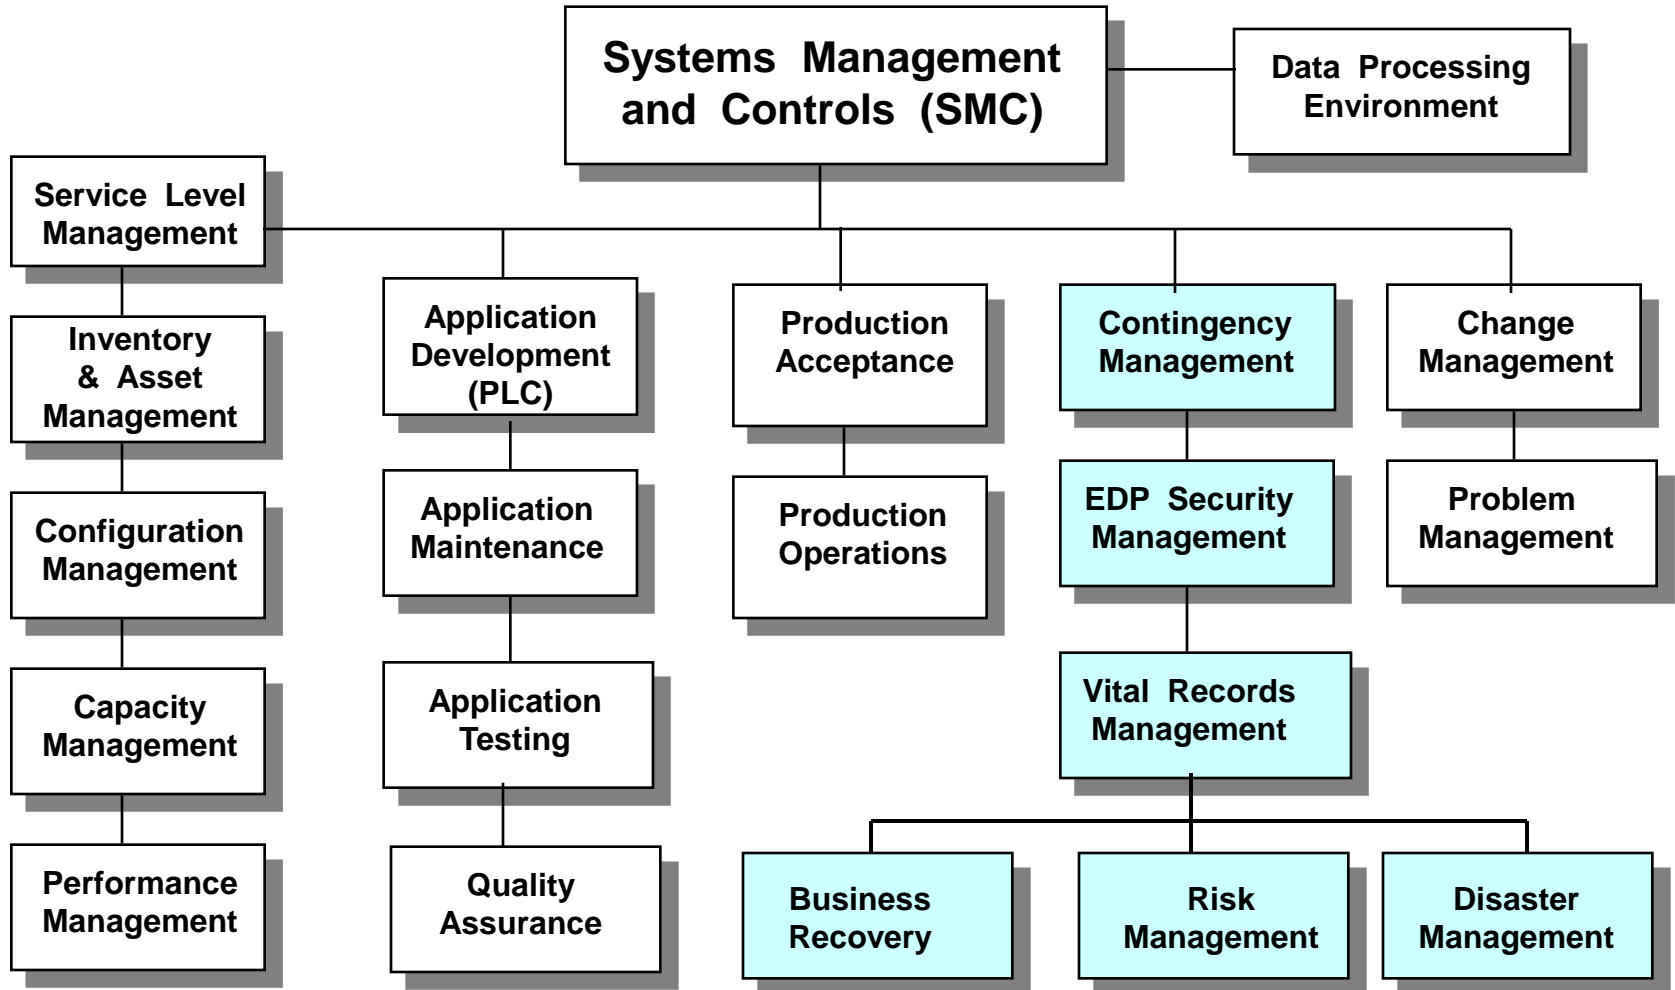 Systems Management
and Controls (SMC)
Data Processing
Environment
Service Level
Management
Inventory
& Asset
Management
Configuration
Management
Capacity
Management
Performance
Management
Application
Development
(PLC)
Application
Maintenance
Application
Testing
Quality
Assurance
Production
Acceptance
Production
Operations
Contingency
Management
EDP Security
Management
Vital Records
Management
Business
Recovery
Risk
Management
Disaster
Management
Change
Management
Problem
Management